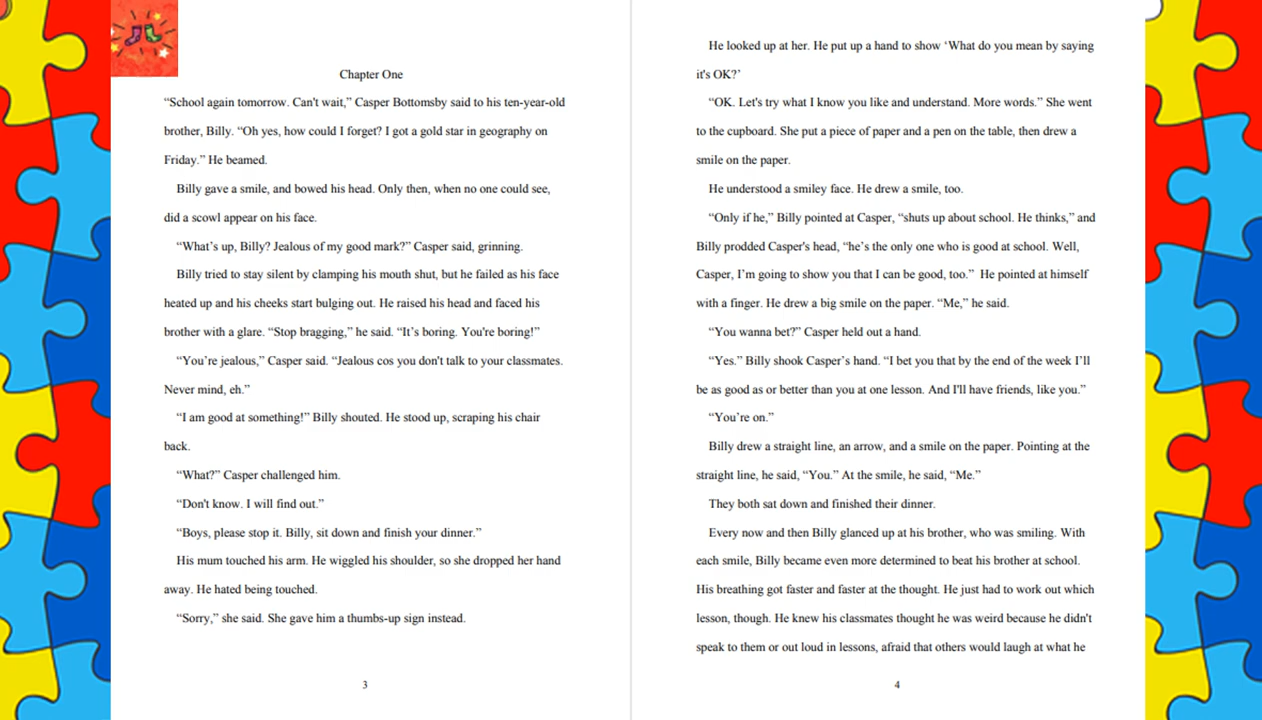 Chapter One
“School again tomorrow. Can't wait,” Casper Bottomsby said to his ten-year-old
brother, Billy. “Oh yes, how could I forget? I got a gold star in geography on
Friday.” He beamed.
Billy gave a smile, and bowed his head. Only then, when no one could see,
did a scowl appear on his face.
“What’s up, Billy? Jealous of my good mark?” Casper said, grinning.
Billy tried to stay silent by clamping his mouth shut, but he failed as his face
heated up and his cheeks start bulging out. He raised his head and faced his
brother with a glare. “Stop bragging,” he said. “It’s boring. You're boring!”
“You’re jealous,” Casper said. “Jealous cos you don't talk to your classmates.
Never mind, eh.”
“I am good at something!” Billy shouted. He stood up, scraping his chair
back.
“What?” Casper challenged him.
“Don't know. I will find out.”
“Boys, please stop it. Billy, sit down and finish your dinner.”
His mum touched his arm. He wiggled his shoulder, so she dropped her hand
away. He hated being touched.
“Sorry,” she said. She gave him a thumbs-up sign instead.
3
He looked up at her. He put up a hand to show ‘What do you mean by saying
it's OK?’
“OK. Let's try what I know you like and understand. More words.” She went
to the cupboard. She put a piece of paper and a pen on the table, then drew a
smile on the paper.
He understood a smiley face. He drew a smile, too.
“Only if he,” Billy pointed at Casper, “shuts up about school. He thinks,” and
Billy prodded Casper's head, “he’s the only one who is good at school. Well,
Casper, I’m going to show you that I can be good, too.” He pointed at himself
with a finger. He drew a big smile on the paper. “Me,” he said.
“You wanna bet?” Casper held out a hand.
“Yes.” Billy shook Casper’s hand. “I bet you that by the end of the week I’ll
be as good as or better than you at one lesson. And I'll have friends, like you.”
“You’re on.”
Billy drew a straight line, an arrow, and a smile on the paper. Pointing at the
straight line, he said, “You.” At the smile, he said, “Me.”
They both sat down and finished their dinner.
Every now and then Billy glanced up at his brother, who was smiling. With
each smile, Billy became even more determined to beat his brother at school.
His breathing got faster and faster at the thought. He just had to work out which
lesson, though. He knew his classmates thought he was weird because he didn't
speak to them or out loud in lessons, afraid that others would laugh at what he
4